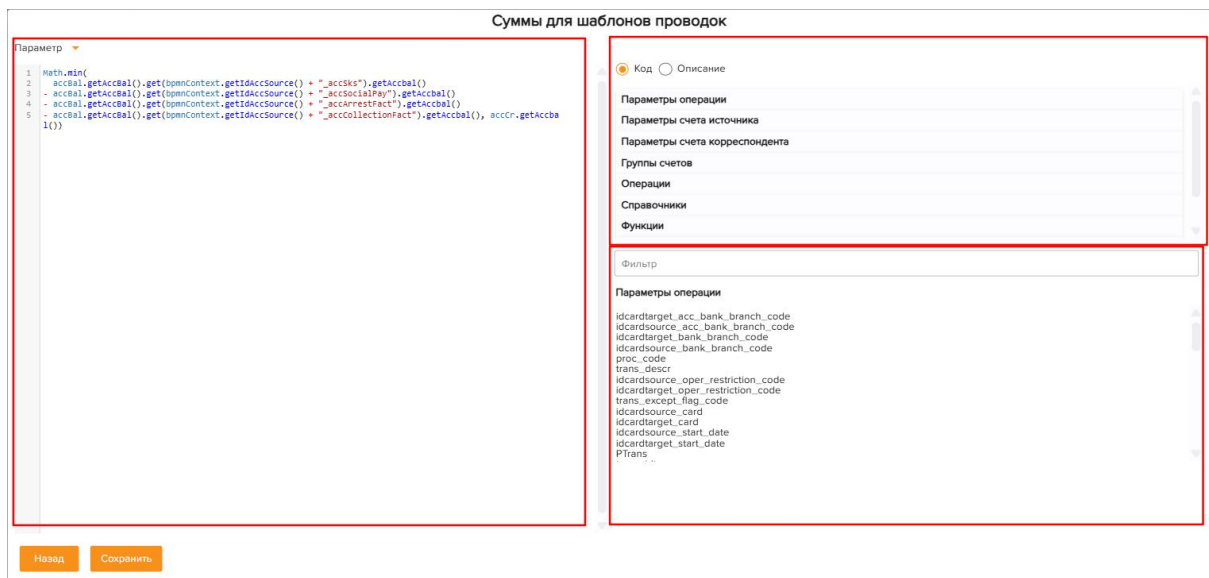 Суммы для шаблонов проводок
Параметр
1 Math.min(
2 accBal.getAccBal().get(bpmnContext.getIdAccSource() + "_accSks").getAccbal()
3 - accBal.getAccBal().get(bpmnContext.getIdAccSource() + "_accSocialPay").getAccbal()
4 - accBal.getAccBal().get(bpmnContext.getIdAccSource() + "_accArrestFact").getAccbal()
5 - accBal.getAccBal().get(bpmnContext.getIdAccSource() + "_accCollectionFact").getAccbal(), accCr.getAccba
l())
Код Описание
Параметры операции
Параметры счета источника
Параметры счета корреспондента
Группы счетов
Операции
Справочники
Функции
Фильтр
Параметры операции
idcardtarget_acc_bank_branch_code
idcardsource_acc_bank_branch_code
idcardtarget_bank_branch_code
idcardsource_bank_branch_code
proc_code
trans_descr
idcardsource_oper_restriction_code
idcardtarget_oper_restriction_code
trans_except_flag_code
idcardsource_card
idcardtarget_card
idcardsource_start_date
idcardtarget_start_date
PTrans
Назад Сохранить